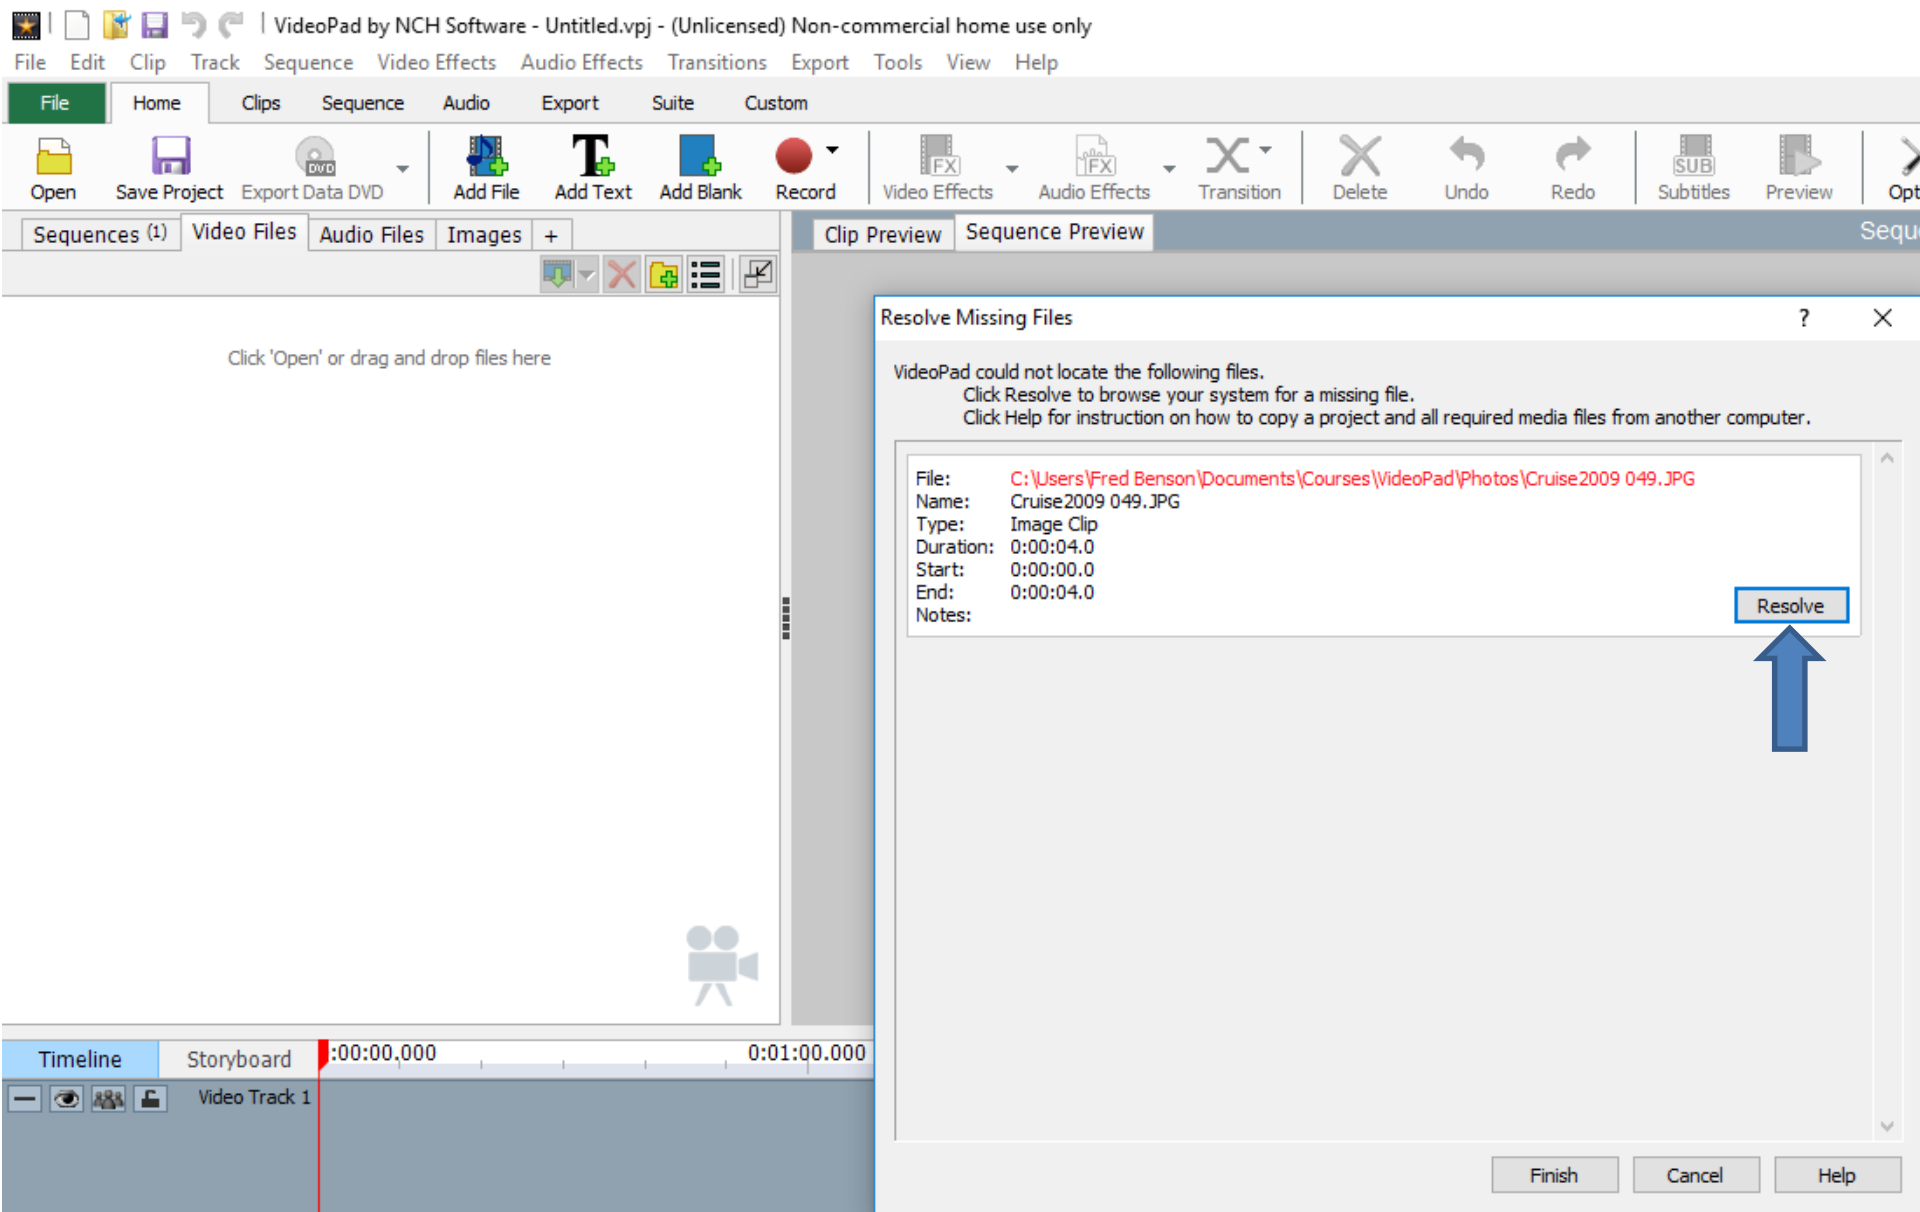 VideoPad by NCH Software - Untitled.vpj - (Unlicensed) Non-commercial home use only
File Edit Clip Track Sequence Video Effects Audio Effects Transitions Export Tools View Help
File Home Clips Sequence Audio Export Suite Custom
DVD T FX FX SUB
Open Save Project Export Data DVD Add File Add Text Add Blank Record Video Effects Audio Effects Transition Delete Undo Redo Subtitles Preview Opt
Sequences (1) Video Files Audio Files Images + Clip Preview Sequence Preview Sequ
Click 'Open' or drag and drop files here
Resolve Missing Files ?
VideoPad could not locate the following files.
Click Resolve to browse your system for a missing file.
Click Help for instruction on how to copy a project and all required media files from another computer.
File: C:\Users\Fred Benson\Documents\Courses\VideoPad\Photos\Cruise2009 049.JPG
Name: Cruise2009 049.JPG
Type: Image Clip
Duration: 0:00:04.0
Start: 0:00:00.0
End: 0:00:04.0
Notes:
Resolve
Timeline Storyboard :00:00.000 0:01:00.000
Video Track 1
Finish Cancel Help